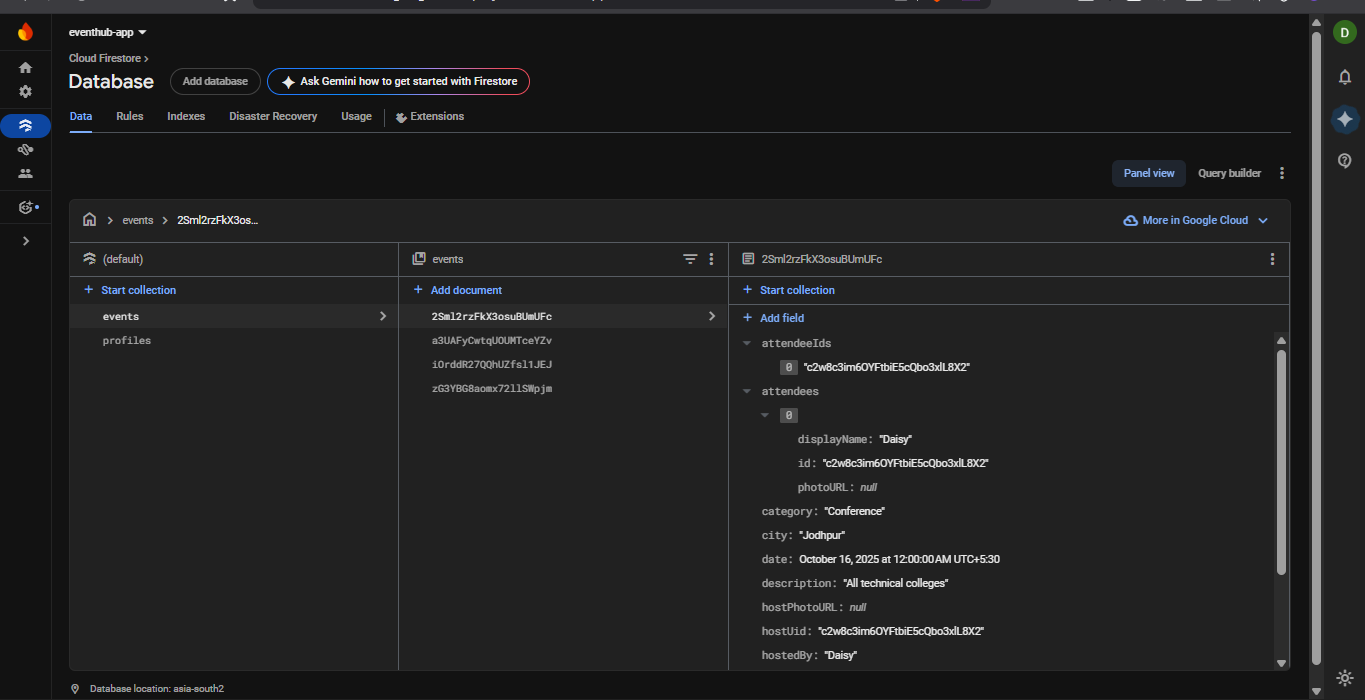 eventhub-app
D
Cloud Firestore >
Database
Add database
Ask Gemini how to get started with Firestore
Data
Rules
Indexes
Disaster Recovery
Usage
Extensions
Panel view
Query builder
events
2Sml2rzFkX3os...
More in Google Cloud
(default)
+ Start collection
events
profiles
events
+ Add document
2Sml2rzFkX3osuBUmUFc
a3UAFyCwtqUOUMTceYZv
iOrddR27QQhUZfsl1JEJ
zG3YBG8aomx72llSWpjm
2Sml2rzFkX3osuBUmUFc
+ Start collection
+ Add field
attendeeIds
0 "c2w8c3im6OYFtbiE5cQbo3xlL8X2"
attendees
0
displayName: "Daisy"
id: "c2w8c3im6OYFtbiE5cQbo3xlL8X2"
photoURL: null
category: "Conference"
city: "Jodhpur"
date: October 16, 2025 at 12:00:00 AM UTC+5:30
description: "All technical colleges"
hostPhotoURL: null
hostUid: "c2w8c3im6OYFtbiE5cQbo3xlL8X2"
hostedBy: "Daisy"
Database location: asia-south2